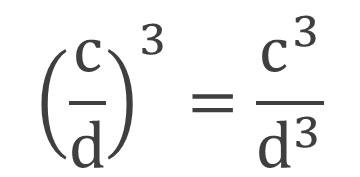 (c/d)³ = c³/d³